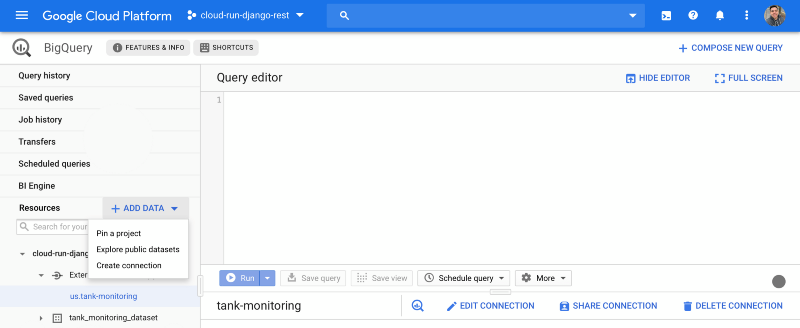 Google Cloud Platform cloud-run-django-rest
BigQuery FEATURES & INFO SHORTCUTS COMPOSE NEW QUERY
Query history
Saved queries
Job history
Transfers
Scheduled queries
BI Engine
Resources ADD DATA
Search for your
Pin a project
Explore public datasets
Create connection
cloud-run-djang
Exter
us.tank-monitoring
tank_monitoring_dataset
Query editor HIDE EDITOR FULL SCREEN
1
Run Save query Save view Schedule query More
tank-monitoring EDIT CONNECTION SHARE CONNECTION DELETE CONNECTION